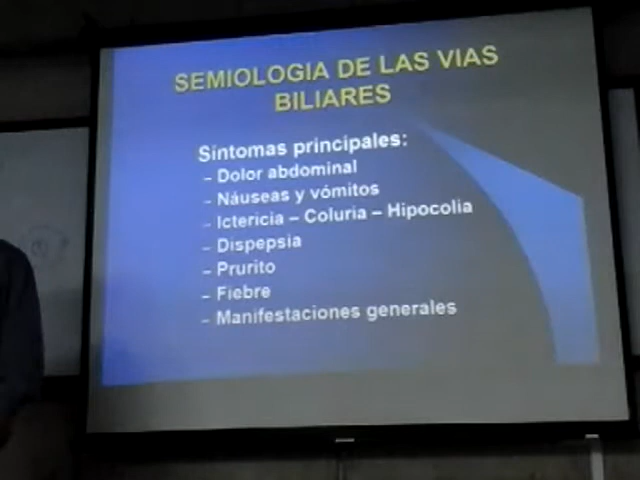 SEMIOLOGIA DE LAS VIAS
BILIARES
Síntomas principales:
– Dolor abdominal
– Náuseas y vómitos
– Ictericia – Coluria – Hipocolia
– Dispepsia
– Prurito
– Fiebre
– Manifestaciones generales